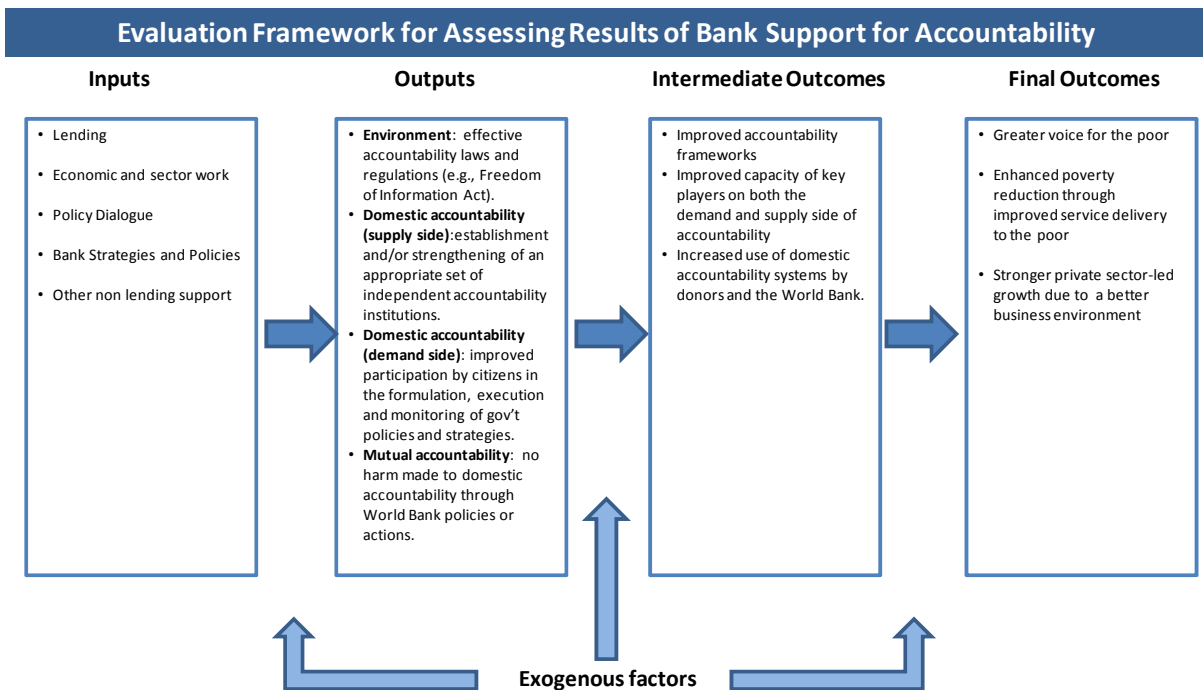 Evaluation Framework for Assessing Results of Bank Support for Accountability
Inputs
• Lending
• Economic and sector work
• Policy Dialogue
• Bank Strategies and Policies
• Other non lending support
Outputs
• Environment: effective
accountability laws and
regulations (e.g., Freedom
of Information Act).
• Domestic accountability
(supply side):establishment
and/or strengthening of an
appropriate set of
independent accountability
institutions.
• Domestic accountability
(demand side): improved
participation by citizens in
the formulation, execution
and monitoring of gov't
policies and strategies.
• Mutual accountability: no
harm made to domestic
accountability through
World Bank policies or
actions.
Intermediate Outcomes
• Improved accountability
frameworks
• Improved capacity of key
players on both the
demand and supply side of
accountability
• Increased use of domestic
accountability systems by
donors and the World Bank.
Final Outcomes
• Greater voice for the poor
• Enhanced poverty
reduction through
improved service delivery
to the poor
• Stronger private sector-led
growth due to a better
business environment
Exogenous factors